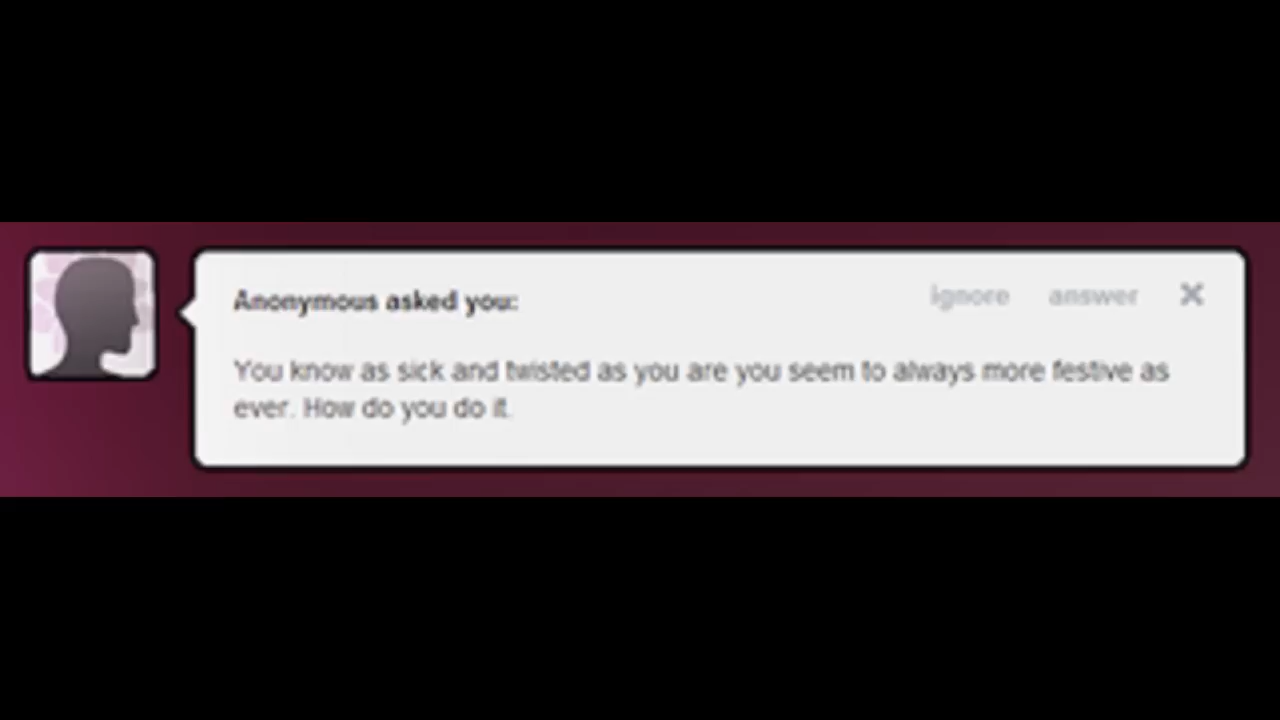 Anonymous asked you:
ignore answer
You know as sick and twisted as you are you seem to always more festive as
ever. How do you do it.